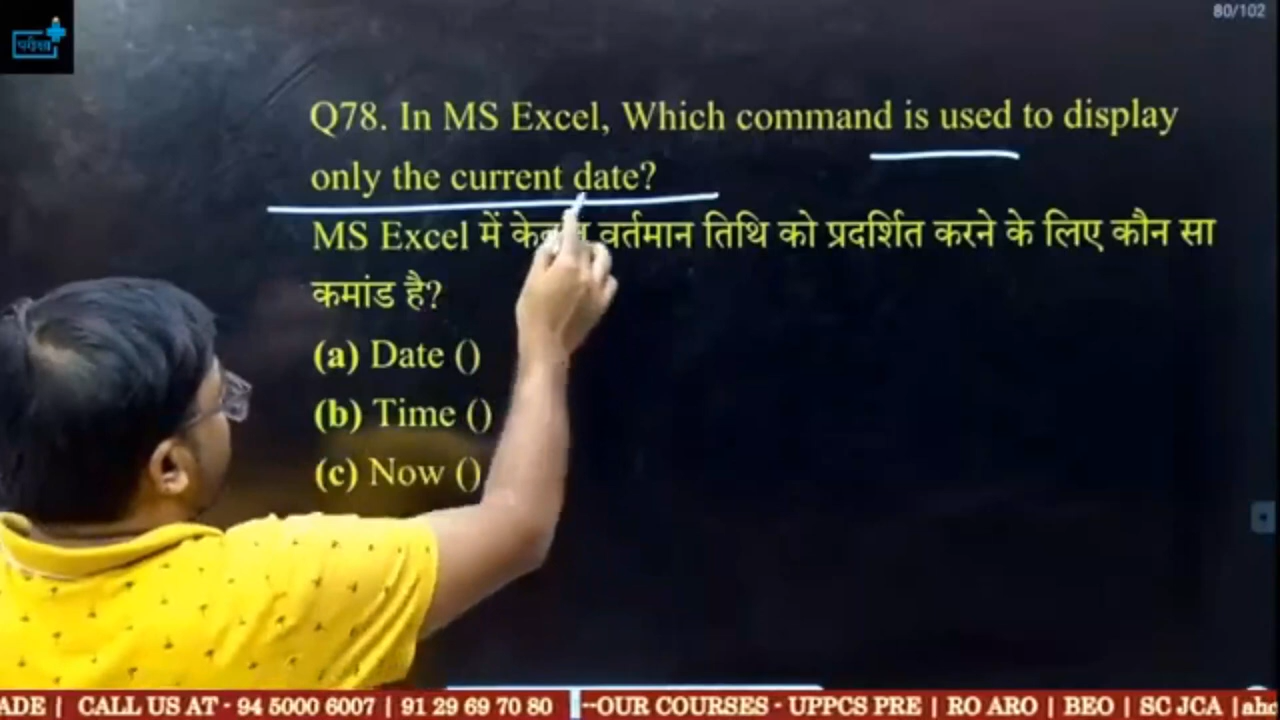 80/102
परीक्षा
Q78. In MS Excel, Which command is used to display
only the current date?
MS Excel में वर्तमान तिथि को प्रदर्शित करने के लिए कौन सा
कमांड है?
(a) Date ()
(b) Time ()
(c) Now ()
ADE | CALL US AT - 94 5000 6007 | 91 29 69 70 80 --OUR COURSES - UPPCS PRE | RO ARO | BEO | SC JCA |